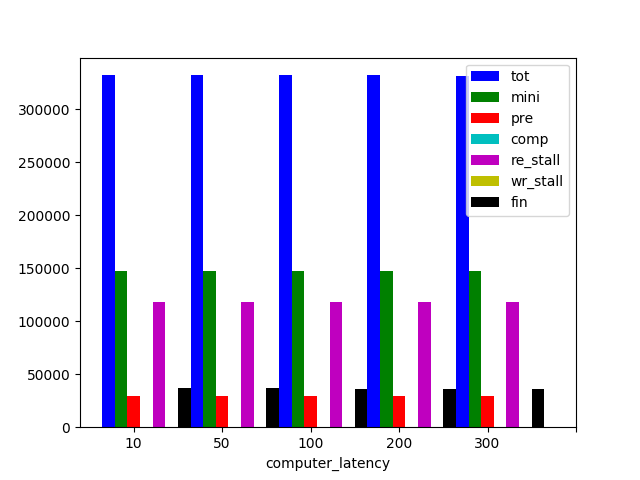 300000
250000
200000
150000
100000
50000
0
10 50 100 200 300
computer_latency
tot
mini
pre
comp
re_stall
wr_stall
fin